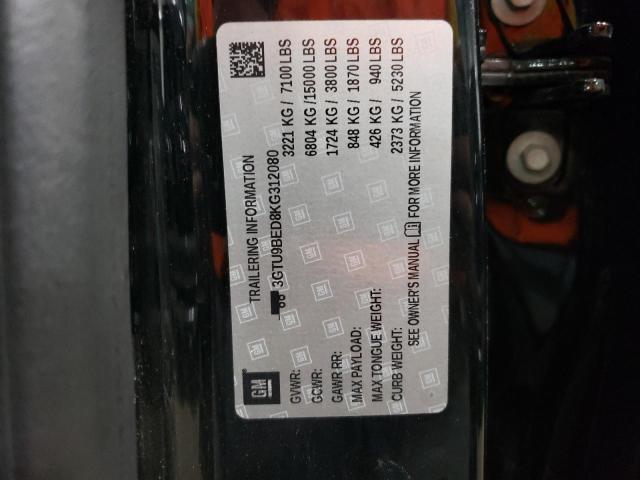 GM
TRAILERING INFORMATION
3GTU9BED8KG312080
GVWR: 3221 KG / 7100 LBS
GCWR: 6804 KG / 15000 LBS
GAWR RR: 1724 KG / 3800 LBS
MAX PAYLOAD: 848 KG / 1870 LBS
MAX TONGUE WEIGHT: 426 KG / 940 LBS
CURB WEIGHT: 2373 KG / 5230 LBS
SEE OWNER'S MANUAL FOR MORE INFORMATION